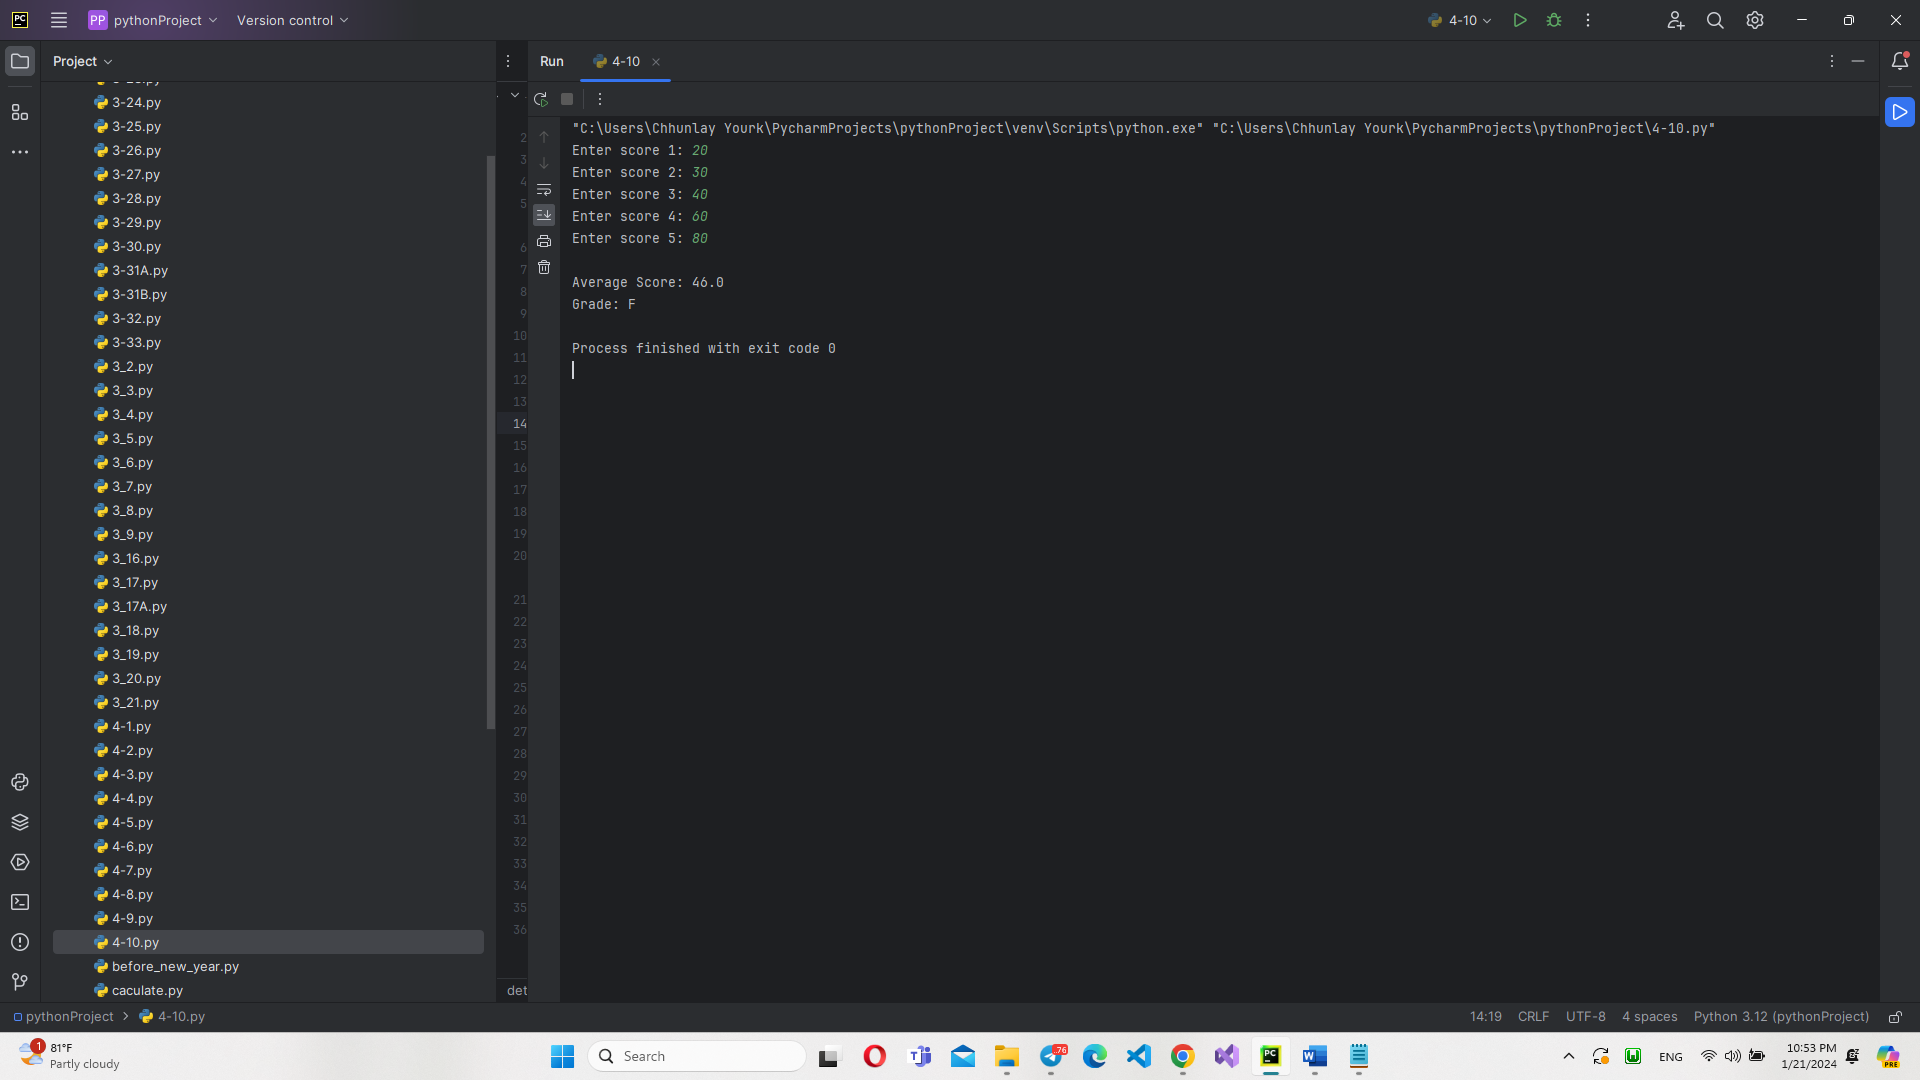 PC PP pythonProject Version control 4-10
Project Run 4-10
3-24.py
3-25.py
3-26.py
3-27.py
3-28.py
3-29.py
3-30.py
3-31A.py
3-31B.py
3-32.py
3-33.py
3_2.py
3_3.py
3_4.py
3_5.py
3_6.py
3_7.py
3_8.py
3_9.py
3_16.py
3_17.py
3_17A.py
3_18.py
3_19.py
3_20.py
3_21.py
4-1.py
4-2.py
4-3.py
4-4.py
4-5.py
4-6.py
4-7.py
4-8.py
4-9.py
4-10.py
before_new_year.py
caculate.py
2
3
4
5
6
7
8
9
10
11
12
13
14
15
16
17
18
19
20
21
22
23
24
25
26
27
28
29
30
31
32
33
34
35
36
det
"C:\Users\Chhunlay Yourk\PycharmProjects\pythonProject\venv\Scripts\python.exe" "C:\Users\Chhunlay Yourk\PycharmProjects\pythonProject\4-10.py"
Enter score 1: 20
Enter score 2: 30
Enter score 3: 40
Enter score 4: 60
Enter score 5: 80
Average Score: 46.0
Grade: F
Process finished with exit code 0
pythonProject > 4-10.py 14:19 CRLF UTF-8 4 spaces Python 3.12 (pythonProject)
1 81°F
Partly cloudy
Search
.76
PC
ENG
10:53 PM
1/21/2024
PRE